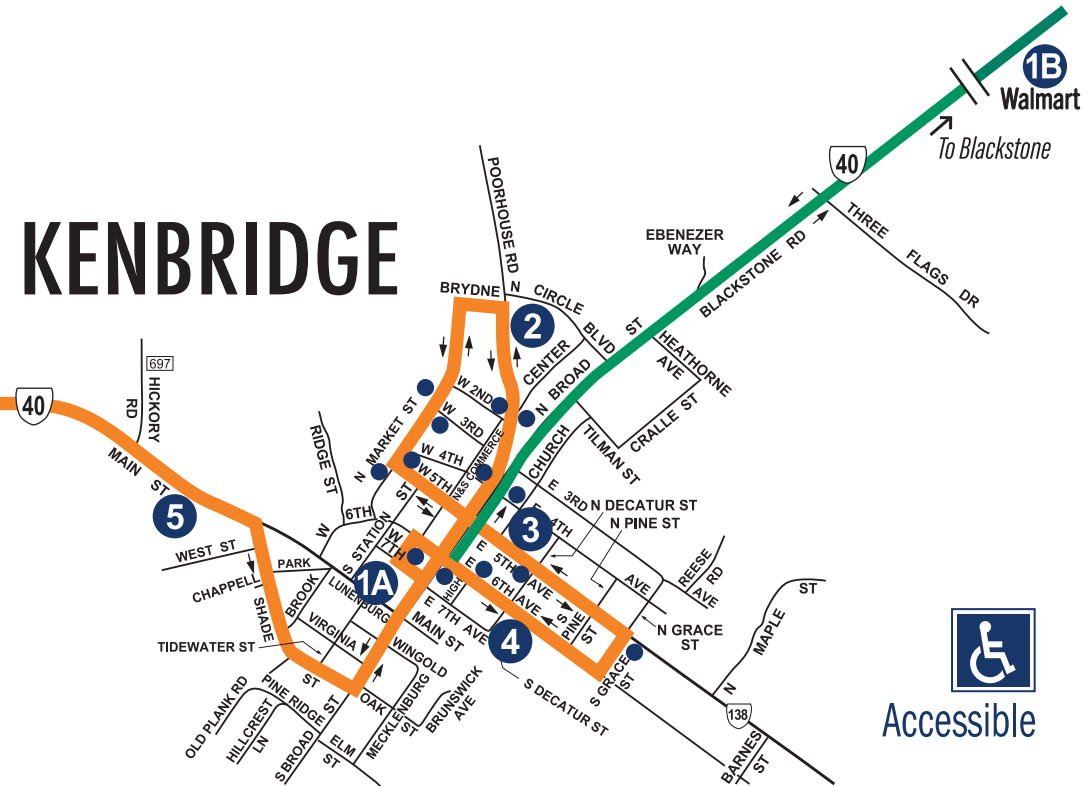 1B
Walmart
To Blackstone
40
KENBRIDGE
POORHOUSE RD
THREE FLAGS DR
EBENEZER
WAY
BLACKSTONE RD
BRYDNE
N CIRCLE BLVD
2
CENTER
N BROAD ST
HEATHORNE
AVE
CRALLE ST
TILMAN ST
CHURCH
697
HICKORY
RD
40
MAIN ST
5
W 2ND
W 3RD
W 4TH
W 5TH
N MARKET ST
N&S COMMERCE
RIDGE ST
W 6TH
W 7TH
S STATION ST
E 3RD
E 4TH
AVE
AVE
N DECATUR ST
N PINE ST
3
REESE
RD
E 5TH AVE
E 6TH AVE
E 7TH AVE
HIGH
S PINE ST
N GRACE
ST
4
S GRACE
ST
S DECATUR ST
1A
WEST ST
PARK
CHAPPELL
S SHADE
BROOK
LUNENBURG
MAIN ST
VIRGINIA
WINGOLD
TIDEWATER ST
ST
OAK
MECKLENBURG
ST
BRUNSWICK
AVE
OLD PLANK RD
PINE RIDGE
HILLCREST
LN
S BROAD ST
ELM
ST
N MAPLE ST
138
BARNES
ST
Accessible